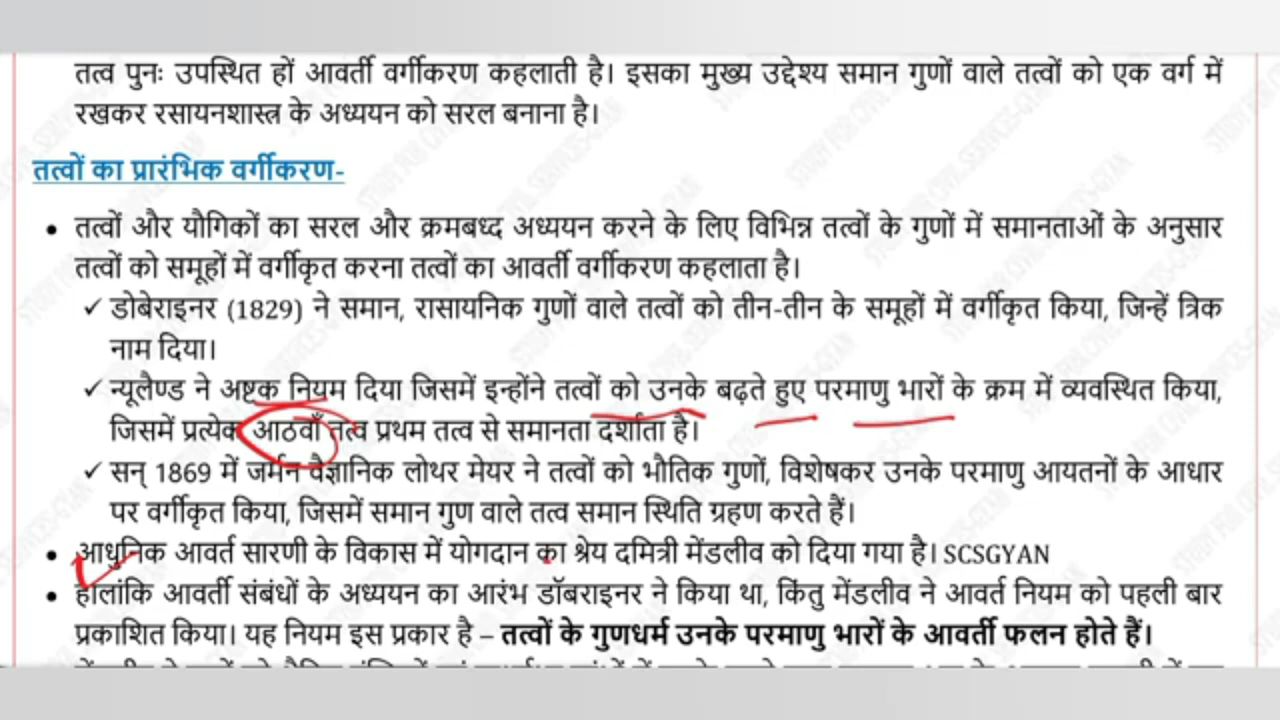 तत्व पुनः उपस्थित हों आवर्ती वर्गीकरण कहलाती है। इसका मुख्य उद्देश्य समान गुणों वाले तत्वों को एक वर्ग में
रखकर रसायनशास्त्र के अध्ययन को सरल बनाना है।
तत्वों का प्रारंभिक वर्गीकरण-
• तत्वों और यौगिकों का सरल और क्रमबध्द अध्ययन करने के लिए विभिन्न तत्वों के गुणों में समानताओं के अनुसार
तत्वों को समूहों में वर्गीकृत करना तत्वों का आवर्ती वर्गीकरण कहलाता है।
✓ डोबेराइनर (1829) ने समान, रासायनिक गुणों वाले तत्वों को तीन-तीन के समूहों में वर्गीकृत किया, जिन्हें त्रिक
नाम दिया।
✓ न्यूलैण्ड ने अष्टक नियम दिया जिसमें इन्होंने तत्वों को उनके बढ़ते हुए परमाणु भारों के क्रम में व्यवस्थित किया,
जिसमें प्रत्येक आठवाँ तत्व प्रथम तत्व से समानता दर्शाता है।
✓ सन् 1869 में जर्मन वैज्ञानिक लोथर मेयर ने तत्वों को भौतिक गुणों, विशेषकर उनके परमाणु आयतनों के आधार
पर वर्गीकृत किया, जिसमें समान गुण वाले तत्व समान स्थिति ग्रहण करते हैं।
• आधुनिक आवर्त सारणी के विकास में योगदान का श्रेय दमित्री मेंडलीव को दिया गया है। SCSGYAN
• हालांकि आवर्ती संबंधों के अध्ययन का आरंभ डॉबराइनर ने किया था, किंतु मेंडलीव ने आवर्त नियम को पहली बार
प्रकाशित किया। यह नियम इस प्रकार है – तत्वों के गुणधर्म उनके परमाणु भारों के आवर्ती फलन होते हैं।